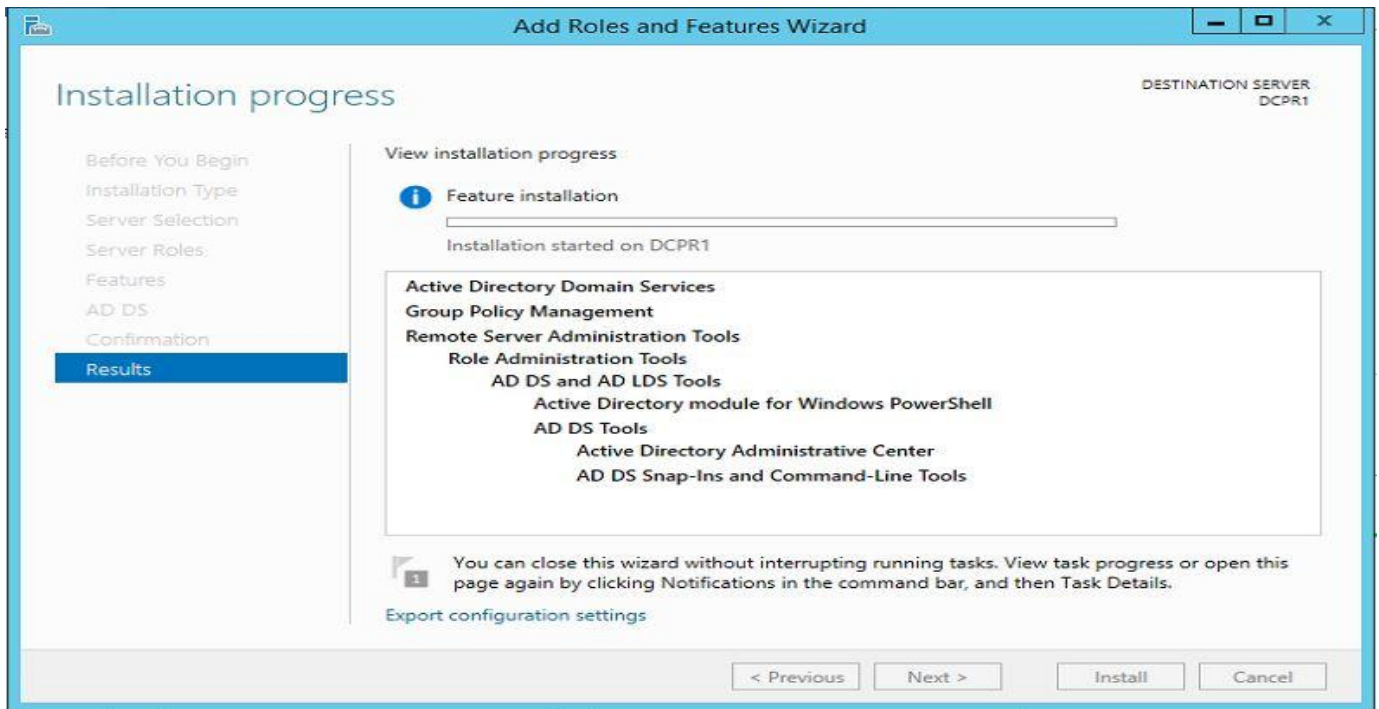 Add Roles and Features Wizard
Installation progress
DESTINATION SERVER
DCPR1
Before You Begin
Installation Type
Server Selection
Server Roles
Features
AD DS
Confirmation
Results
View installation progress
Feature installation
Installation started on DCPR1
Active Directory Domain Services
Group Policy Management
Remote Server Administration Tools
Role Administration Tools
AD DS and AD LDS Tools
Active Directory module for Windows PowerShell
AD DS Tools
Active Directory Administrative Center
AD DS Snap-Ins and Command-Line Tools
1
You can close this wizard without interrupting running tasks. View task progress or open this
page again by clicking Notifications in the command bar, and then Task Details.
Export configuration settings
< Previous
Next >
Install
Cancel